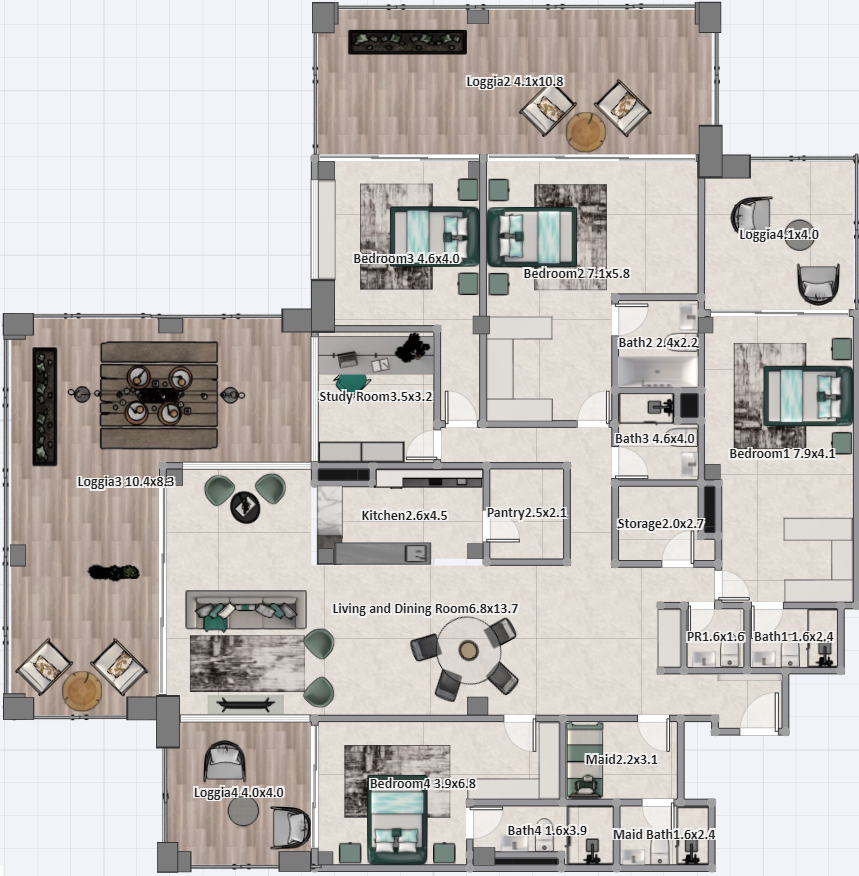 Loggia2 4.1x10.8
Loggia4.1x4.0
Bedroom3 4.6x4.0
Bedroom2 7.1x5.8
Bath2 2.4x2.2
Study Room3.5x3.2
Bath3 4.6x4.0
Bedroom1 7.9x4.1
Loggia3 10.4x8.3
Kitchen2.6x4.5
Pantry2.5x2.1
Storage2.0x2.7
Living and Dining Room6.8x13.7
PR1.6x1.6
Bath1 1.6x2.4
Maid2.2x3.1
Loggia4 4.0x4.0
Bedroom4 3.9x6.8
Bath4 1.6x3.9
Maid Bath1.6x2.4